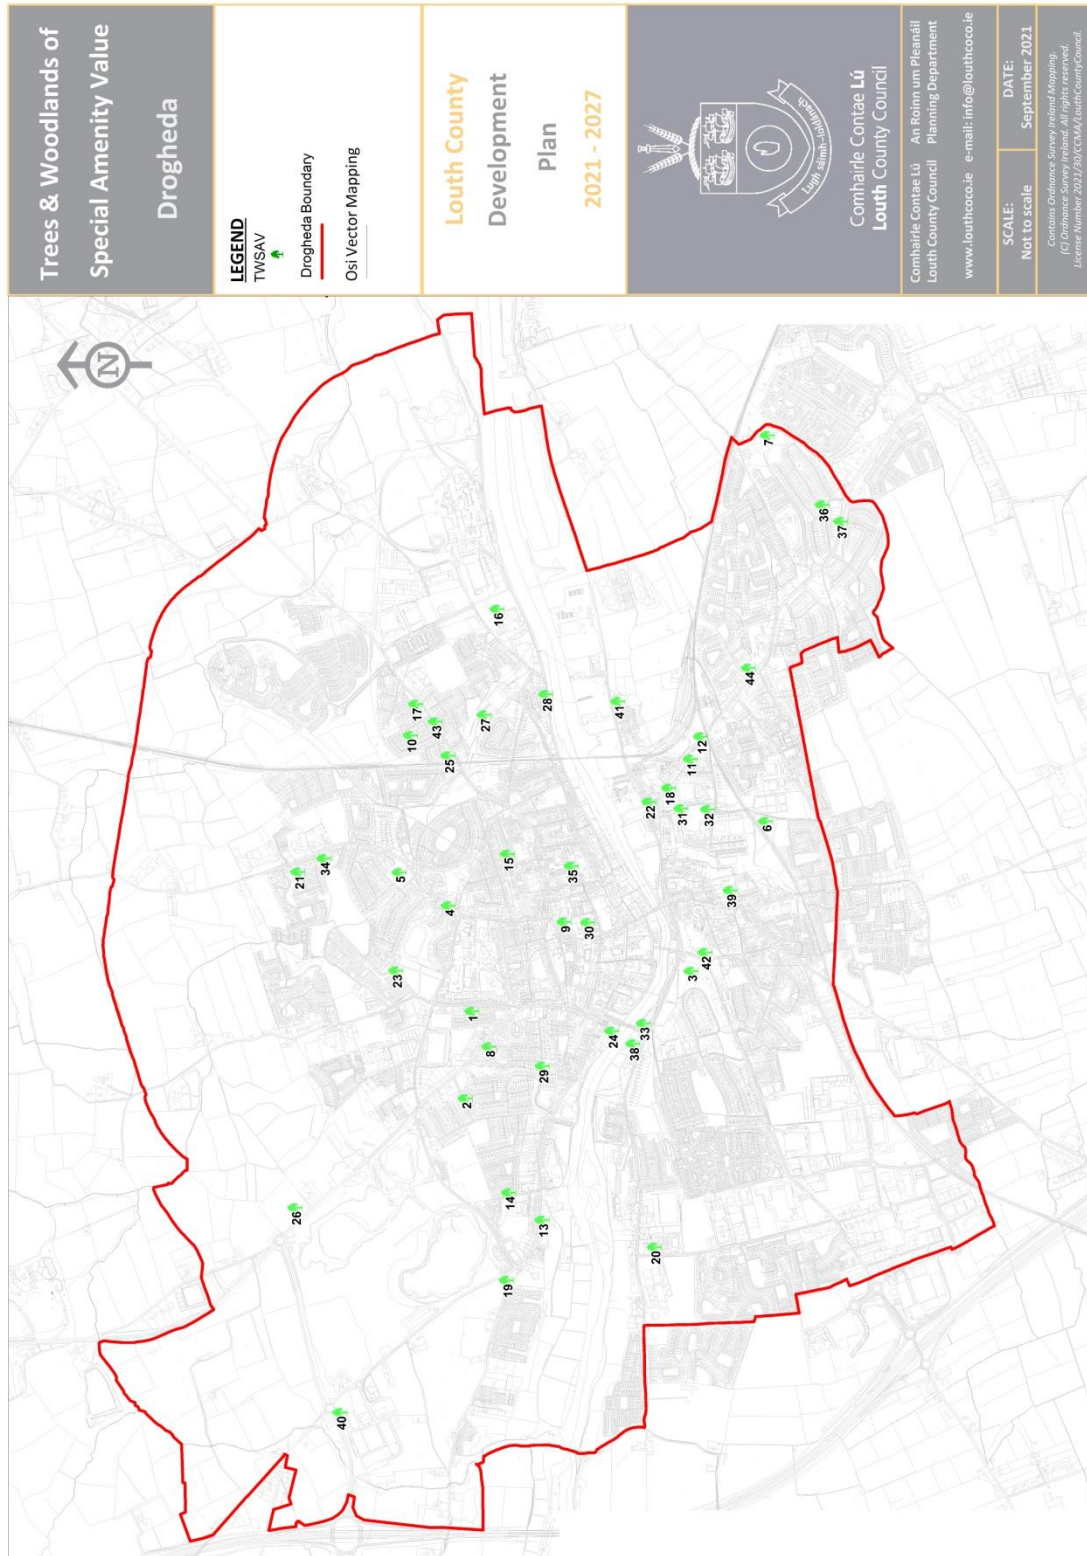 Trees & Woodlands of
Special Amenity Value
Drogheda
LEGEND
TWSAV
Drogheda Boundary
Osi Vector Mapping
Louth County
Development
Plan
2021 - 2027
Lugh sáimh-ioldánach
Comhairle Contae Lú
Louth County Council
Comhairle Contae Lú An Roinn um Pleanáil
Louth County Council Planning Department
www.louthcoco.ie e-mail: info@louthcoco.ie
SCALE:
Not to scale
DATE:
September 2021
Contains Ordnance Survey Ireland Mapping.
(C) Ordnance Survey Ireland. All rights reserved.
License Number 2021/30/CCMA/LouthCountyCouncil.
N
21
34
26
5
10
17
43
40
23
4
25
1
27
2
8
16
15
14
19
29
28
13
9
35
30
24
41
38
33
22
20
18
31
11
3
12
42
32
39
44
6
7
36
37